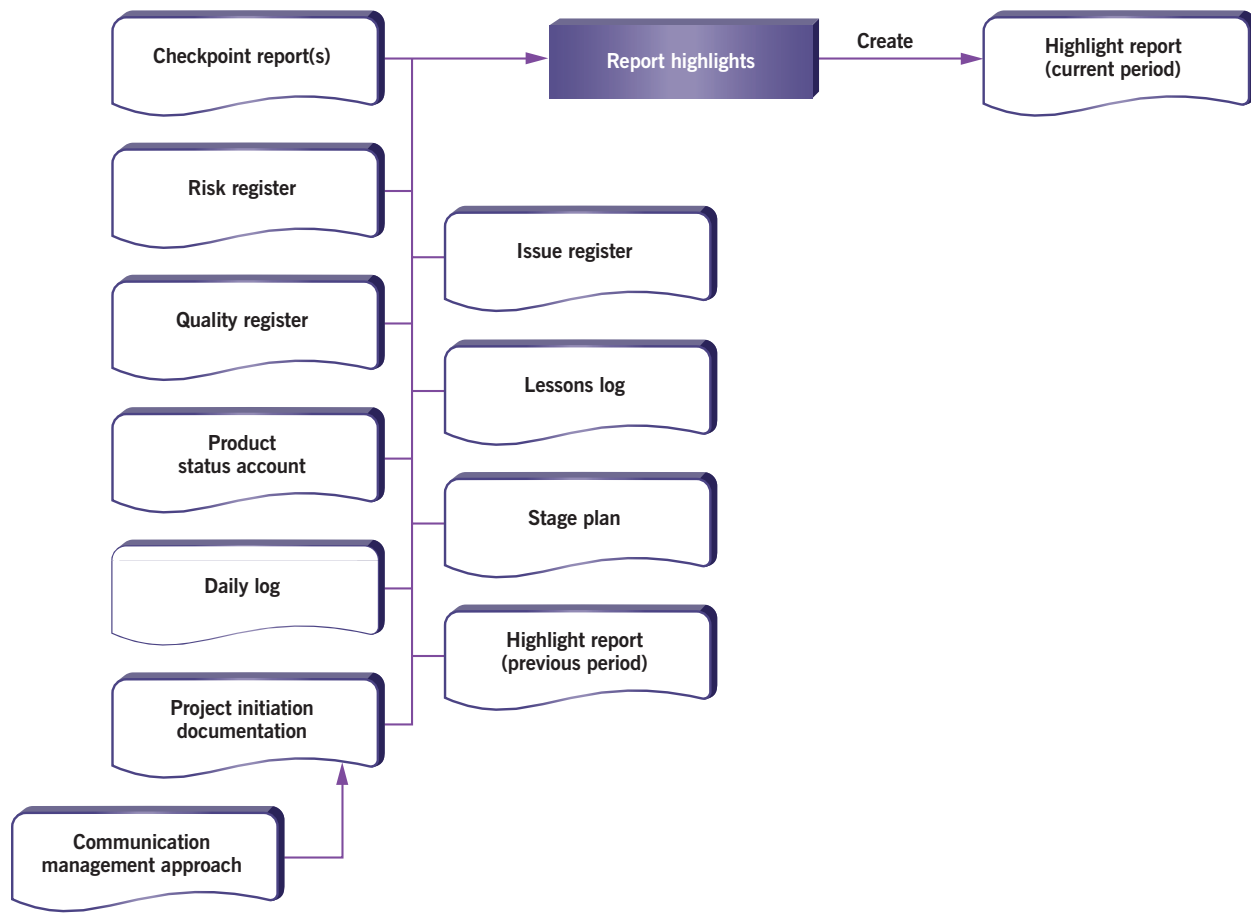 Checkpoint report(s)
Report highlights
Create
Highlight report
(current period)
Risk register
Issue register
Quality register
Lessons log
Product
status account
Stage plan
Daily log
Highlight report
(previous period)
Project initiation
documentation
Communication
management approach